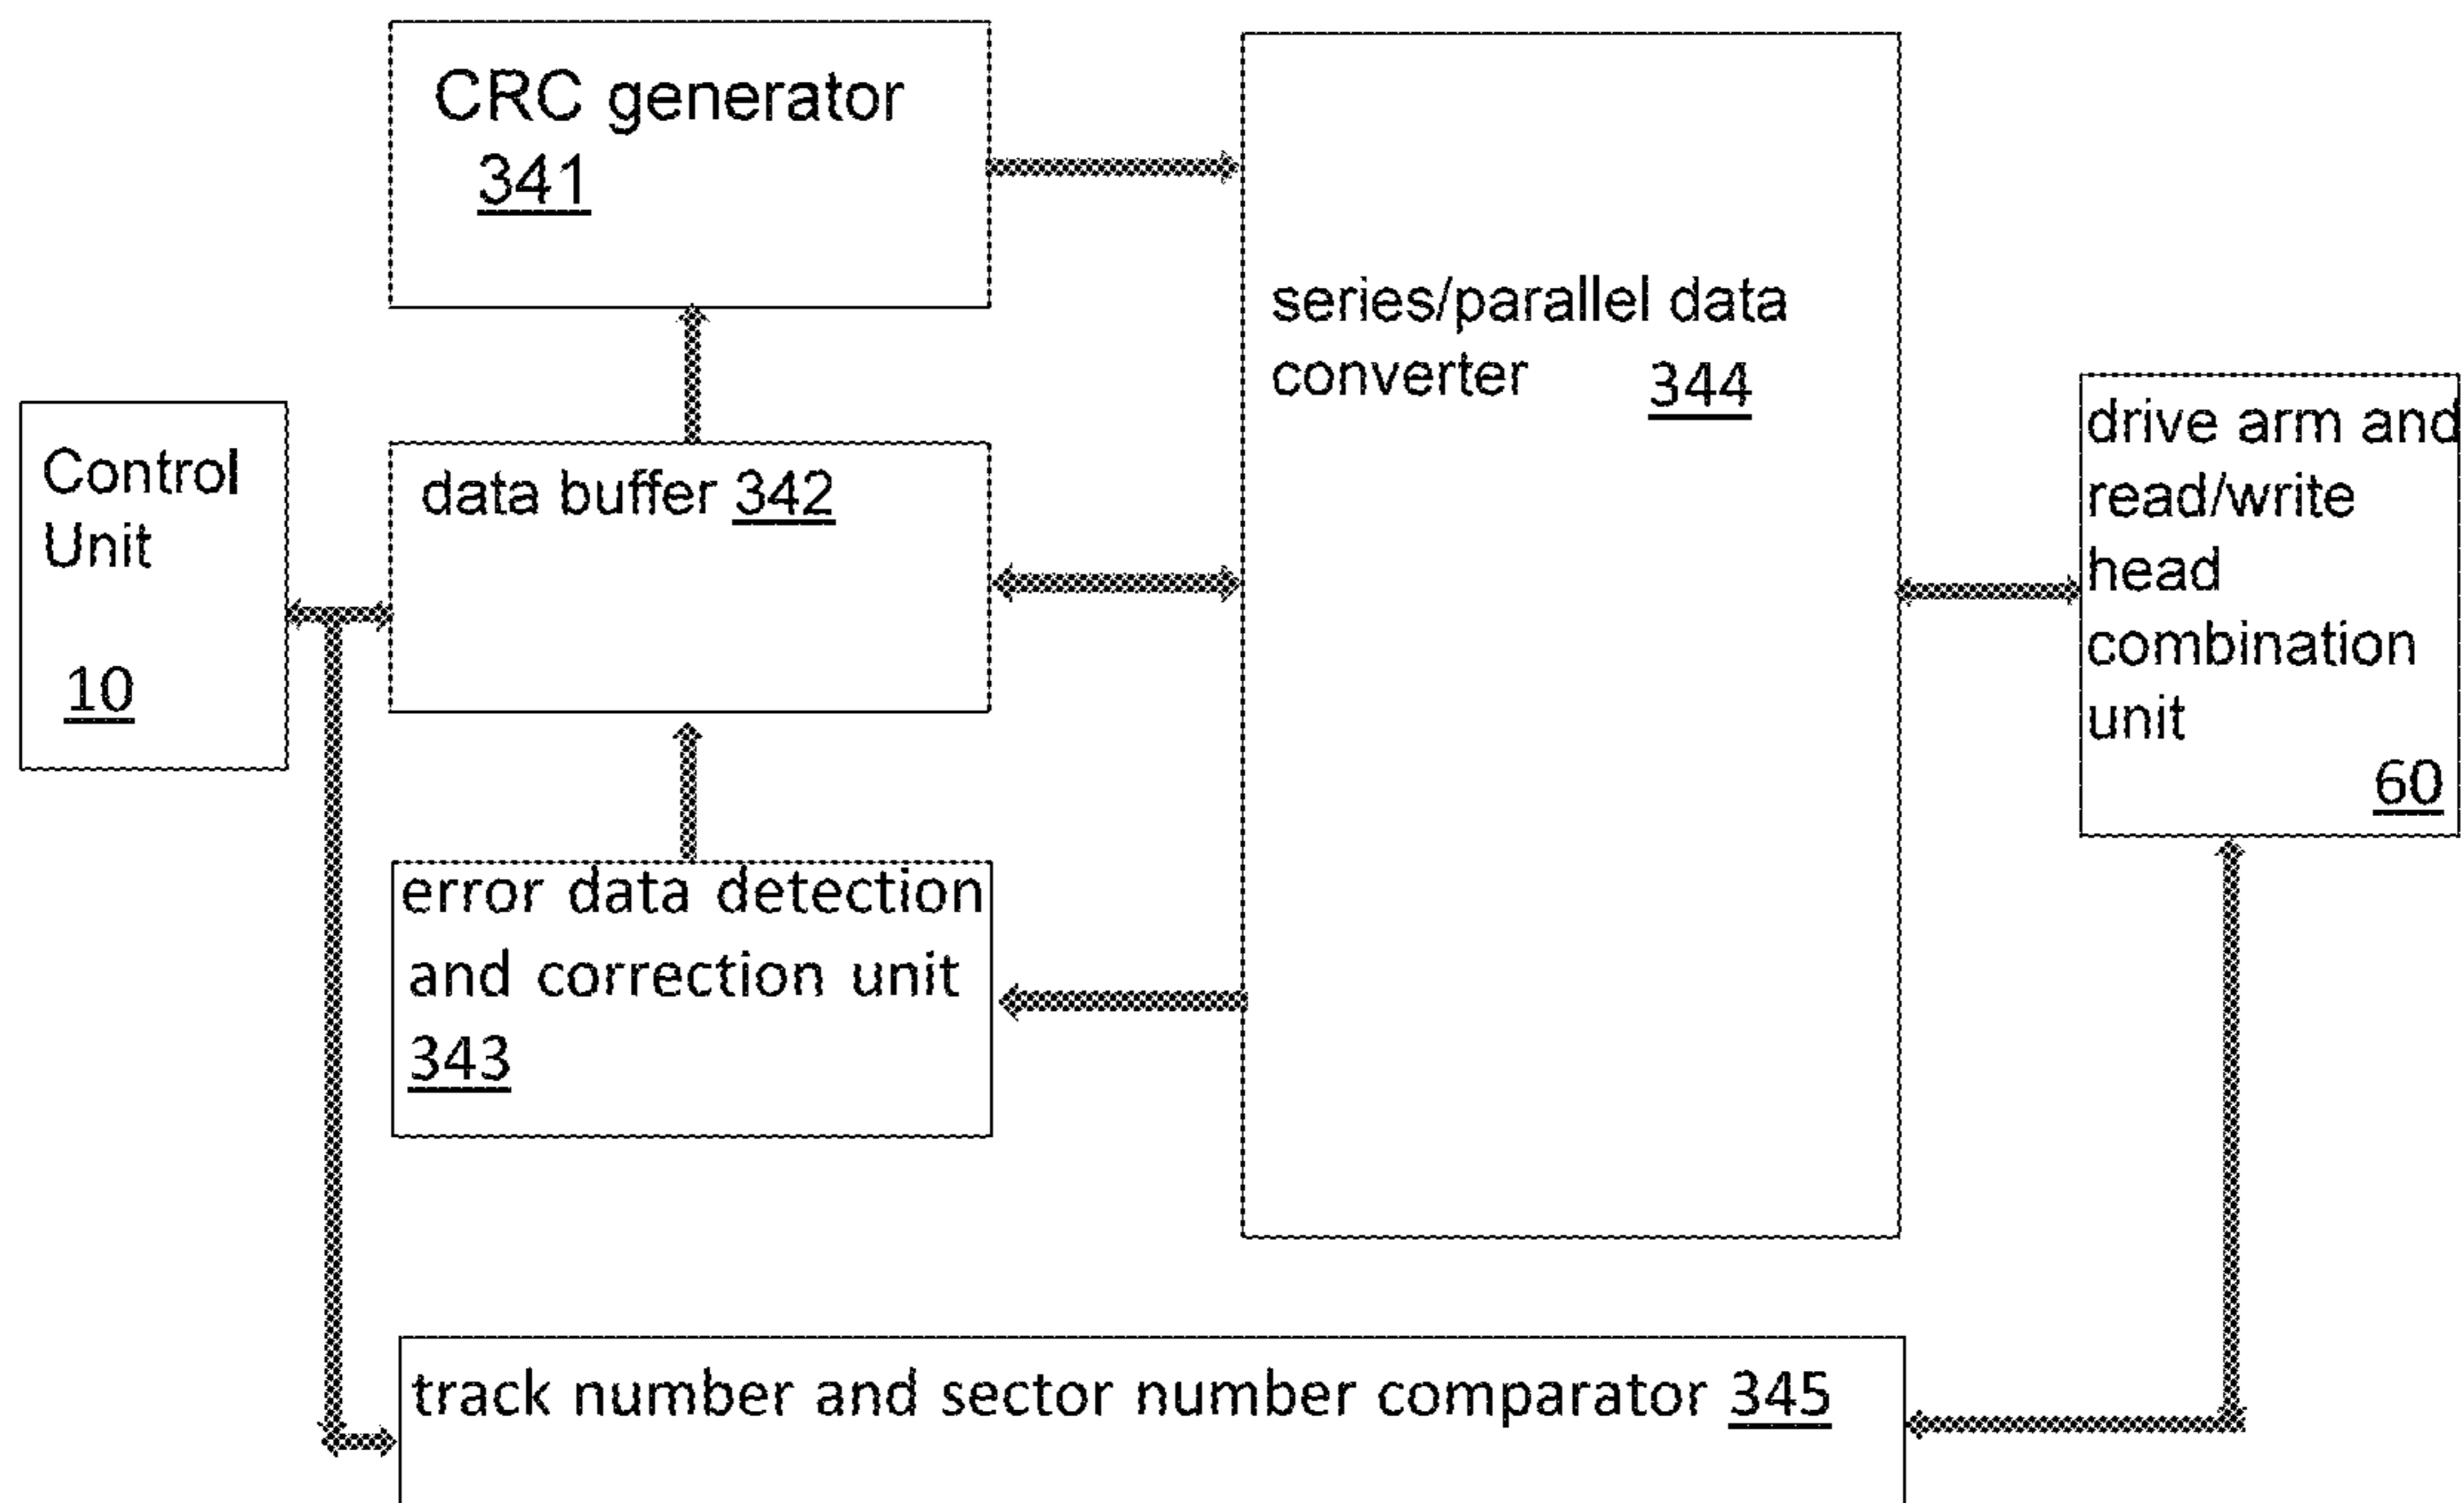 CRC generator
341
series/parallel data
converter 344
Control
Unit
10
data buffer 342
drive arm and
read/write
head
combination
unit
60
error data detection
and correction unit
343
track number and sector number comparator 345